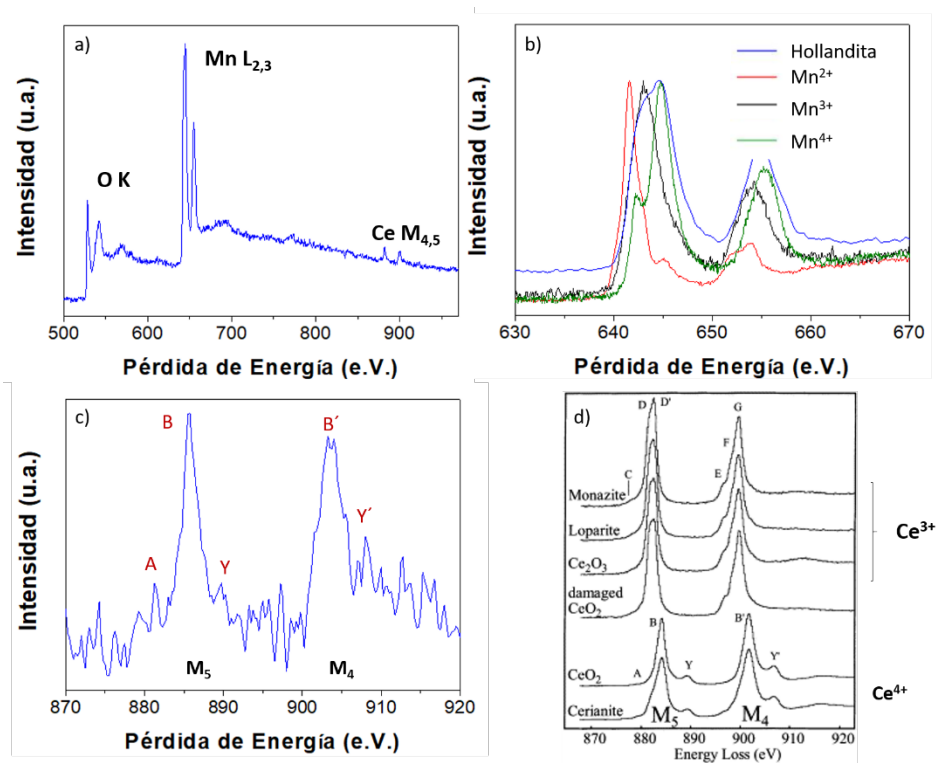 a)
Mn L2,3
O K
Ce M4,5
Intensidad (u.a.)
500 600 700 800 900
Pérdida de Energía (e.V.)
b)
Hollandita
Mn2+
Mn3+
Mn4+
Intensidad (u.a.)
630 640 650 660 670
Pérdida de Energía (e.V.)
c)
B
B´
Y´
A
Y
M5
M4
Intensidad (u.a.)
870 880 890 900 910 920
Pérdida de Energía (e.V.)
d)
D D'
G
F
C
E
Monazite
Loparite
Ce2O3
Ce3+
damaged
CeO2
B
B'
A
Y
Y'
CeO2
Cerianite
Ce4+
M5
M4
870 880 890 900 910 920
Energy Loss (eV)